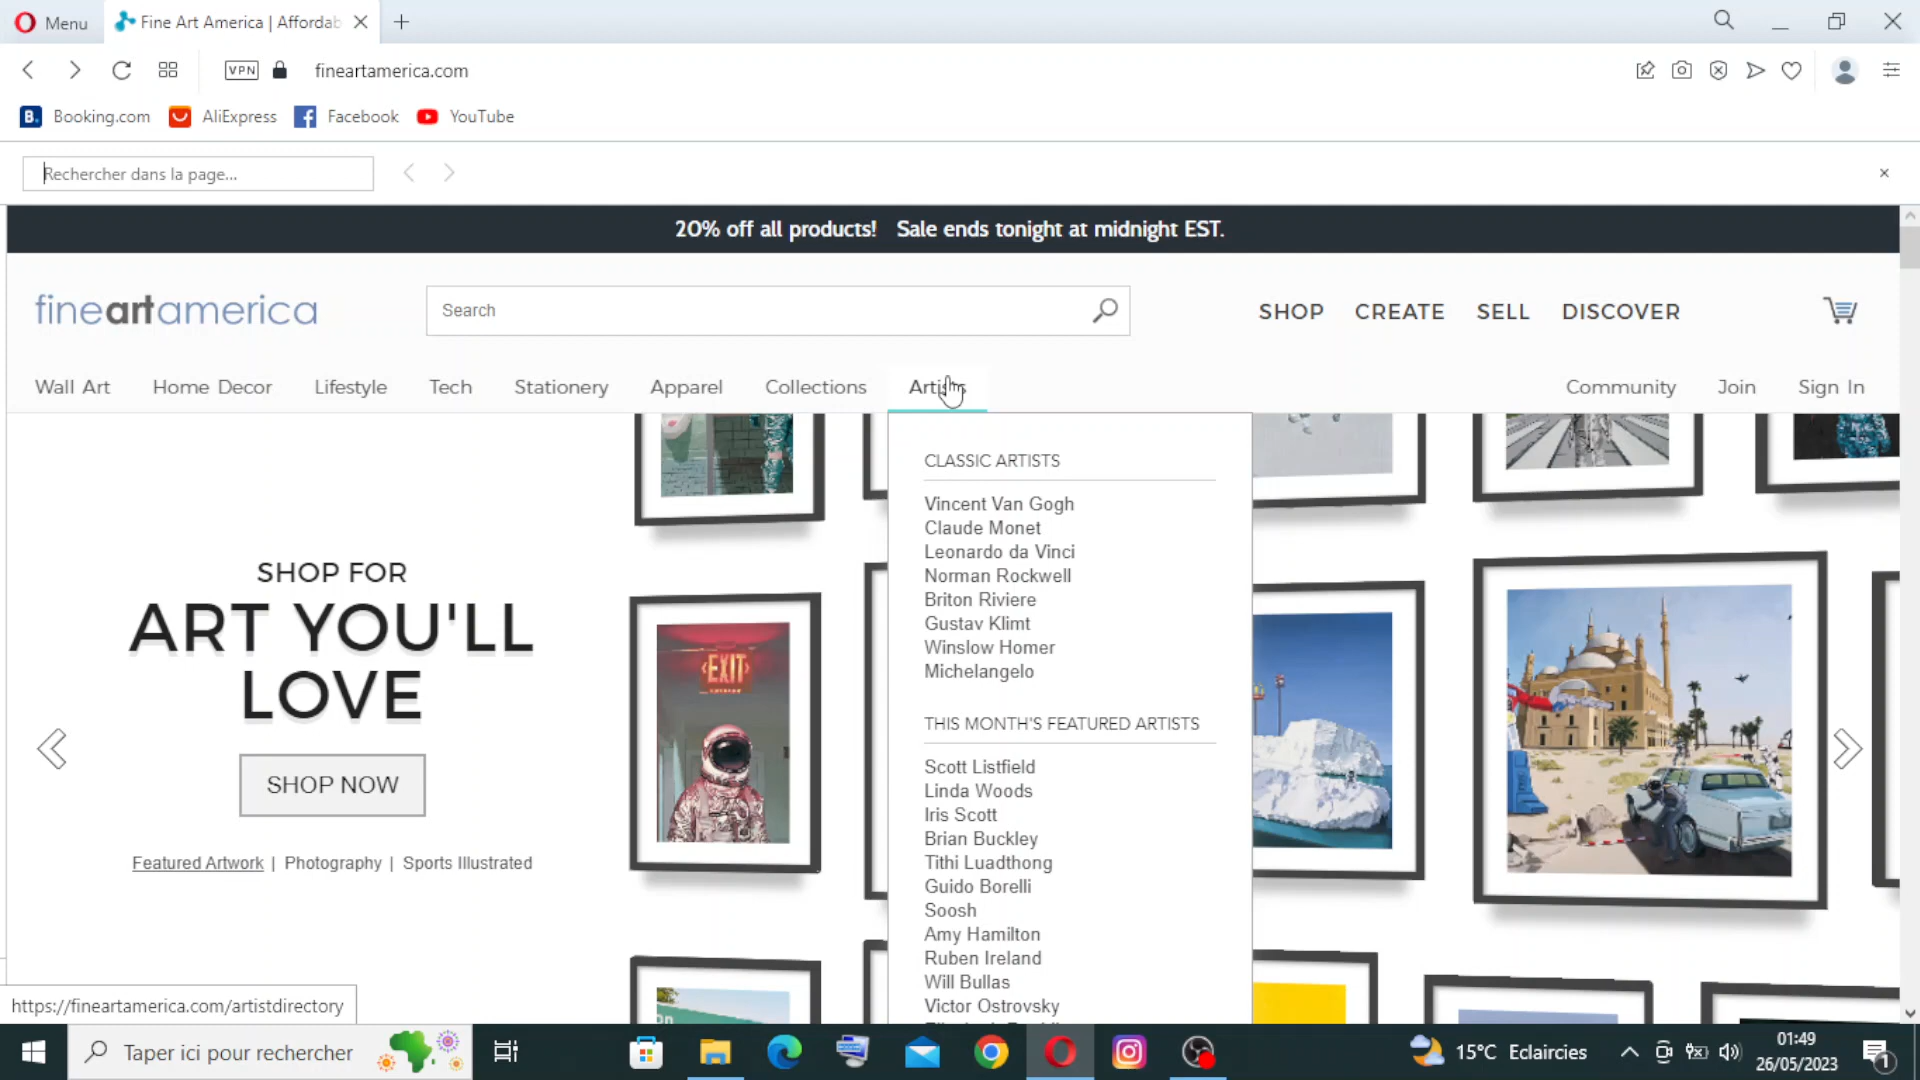 Menu
Fine Art America | Affordab
VPN
fineartamerica.com
B.
Booking.com
AliExpress
Facebook
YouTube
Rechercher dans la page...
20% off all products! Sale ends tonight at midnight EST.
fineartamerica
Search
SHOP
CREATE
SELL
DISCOVER
Wall Art
Home Decor
Lifestyle
Tech
Stationery
Apparel
Collections
Artists
Community
Join
Sign In
CLASSIC ARTISTS
Vincent Van Gogh
Claude Monet
Leonardo da Vinci
Norman Rockwell
Briton Riviere
Gustav Klimt
Winslow Homer
Michelangelo
THIS MONTH'S FEATURED ARTISTS
Scott Listfield
Linda Woods
Iris Scott
Brian Buckley
Tithi Luadthong
Guido Borelli
Soosh
Amy Hamilton
Ruben Ireland
Will Bullas
Victor Ostrovsky
SHOP FOR
ART YOU'LL
LOVE
SHOP NOW
Featured Artwork | Photography | Sports Illustrated
EXIT
https://fineartamerica.com/artistdirectory
Taper ici pour rechercher
15°C Eclaircies
01:49
26/05/2023
1